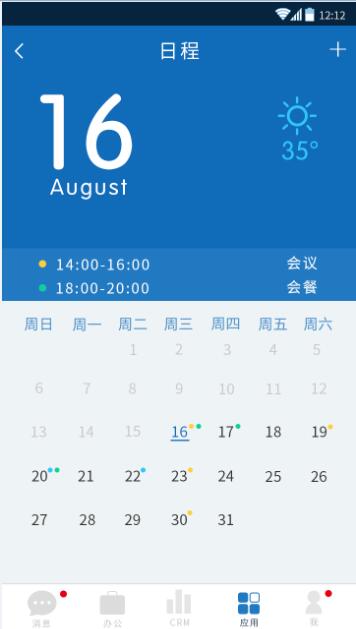 12:12
日程
16
August
35°
14:00-16:00 会议
18:00-20:00 会餐
周日 周一 周二 周三 周四 周五 周六
1 2 3 4 5
6 7 8 9 10 11 12
13 14 15 16 17 18 19
20 21 22 23 24 25 26
27 28 29 30 31
消息 办公 CRM 应用 我